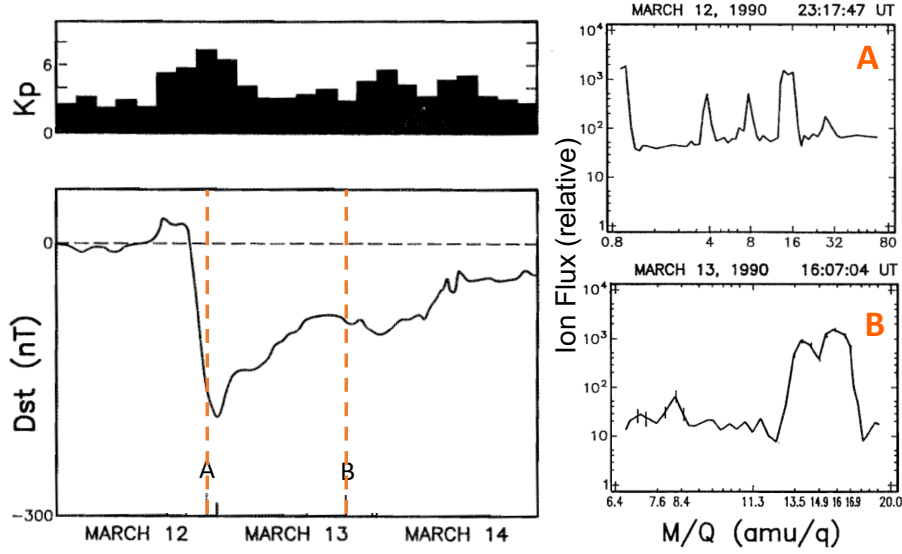 Kp
6
0
Dst (nT)
0
-300
A
B
MARCH 12
MARCH 13
MARCH 14
Ion Flux (relative)
MARCH 12, 1990 23:17:47 UT
A
10⁴
10³
10²
10
1
0.8
4
8
16
32
80
MARCH 13, 1990 16:07:04 UT
B
10⁴
10³
10²
10
1
6.4
7.6
8.4
11.3
13.5
14.9
16
16.9
20.0
M/Q (amu/q)